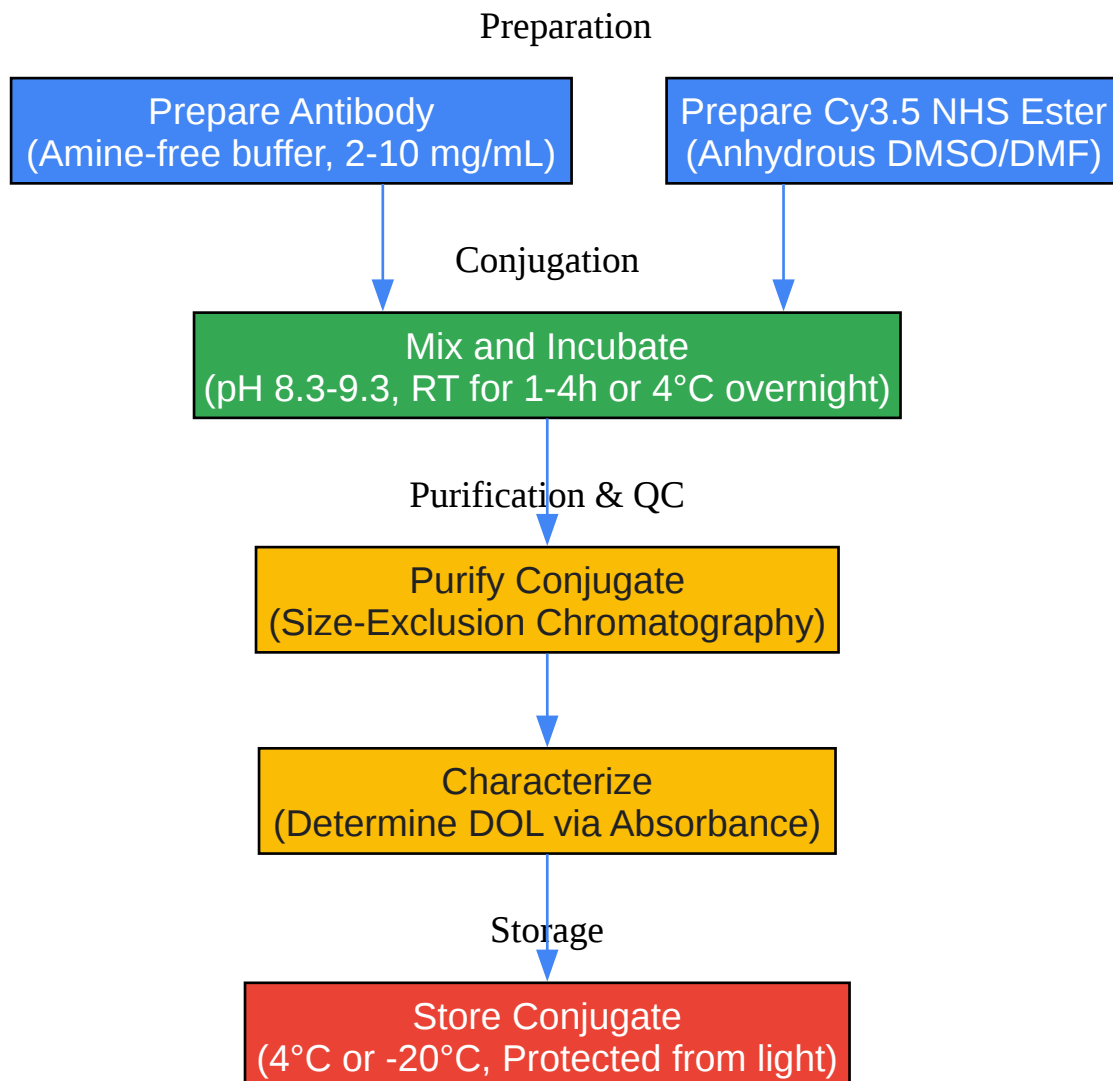 Preparation
Prepare Antibody
(Amine-free buffer, 2-10 mg/mL)
Prepare Cy3.5 NHS Ester
(Anhydrous DMSO/DMF)
Conjugation
Mix and Incubate
(pH 8.3-9.3, RT for 1-4h or 4°C overnight)
Purification & QC
Purify Conjugate
(Size-Exclusion Chromatography)
Characterize
(Determine DOL via Absorbance)
Storage
Store Conjugate
(4°C or -20°C, Protected from light)